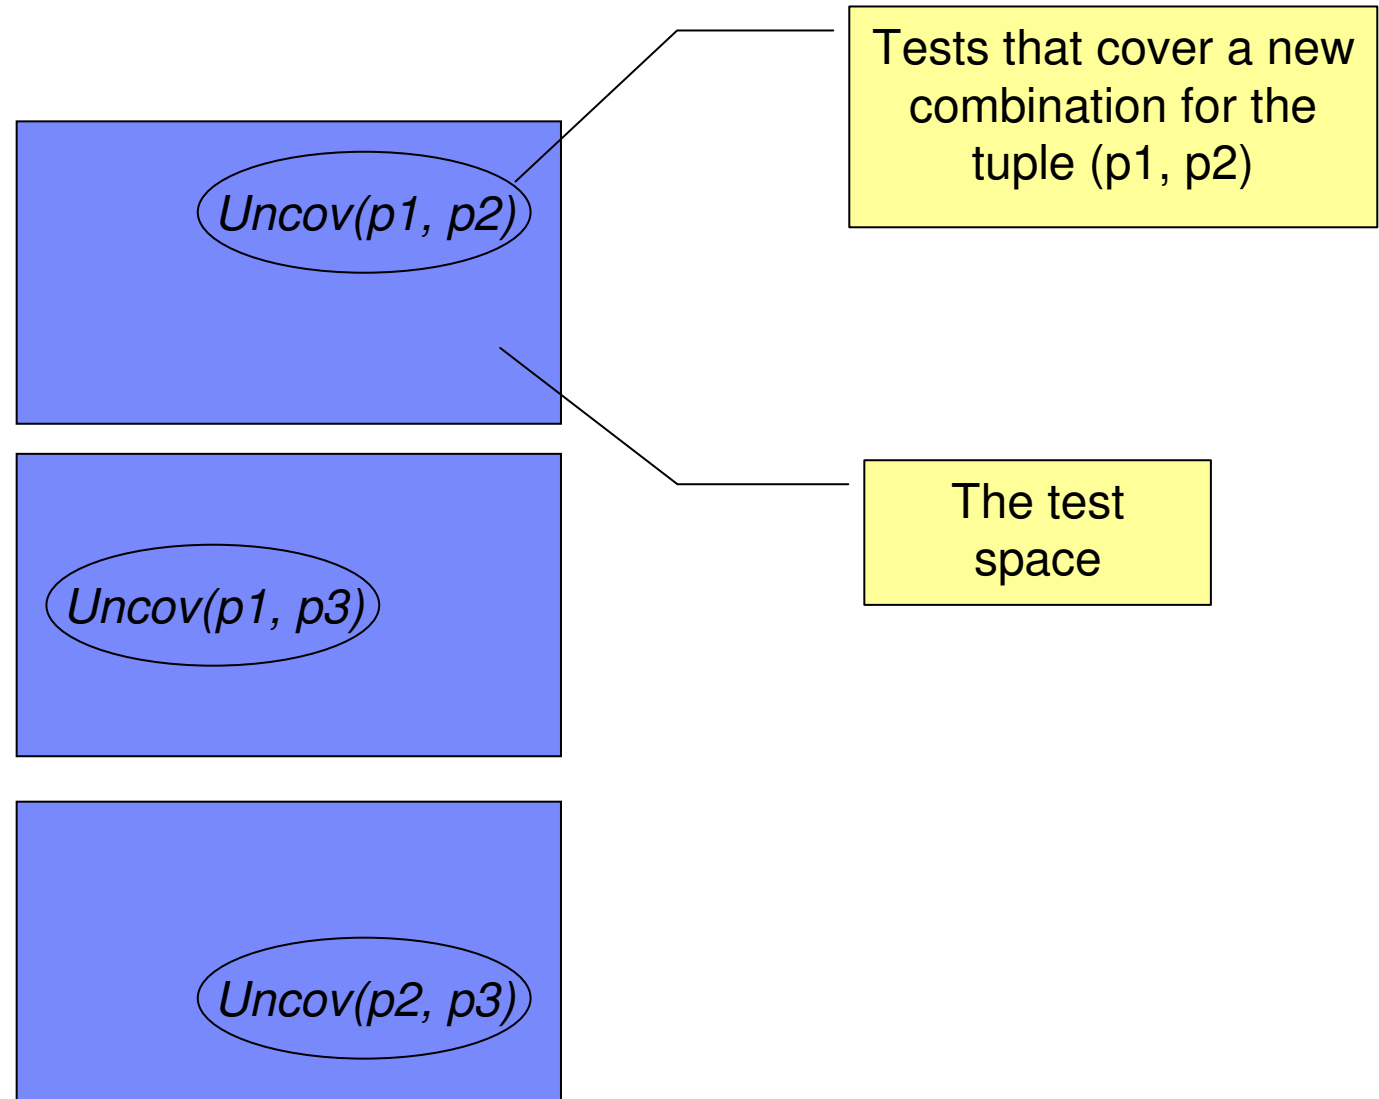 Tests that cover a new
combination for the
tuple (p1, p2)
Uncov(p1, p2)
The test
space
Uncov(p1, p3)
Uncov(p2, p3)